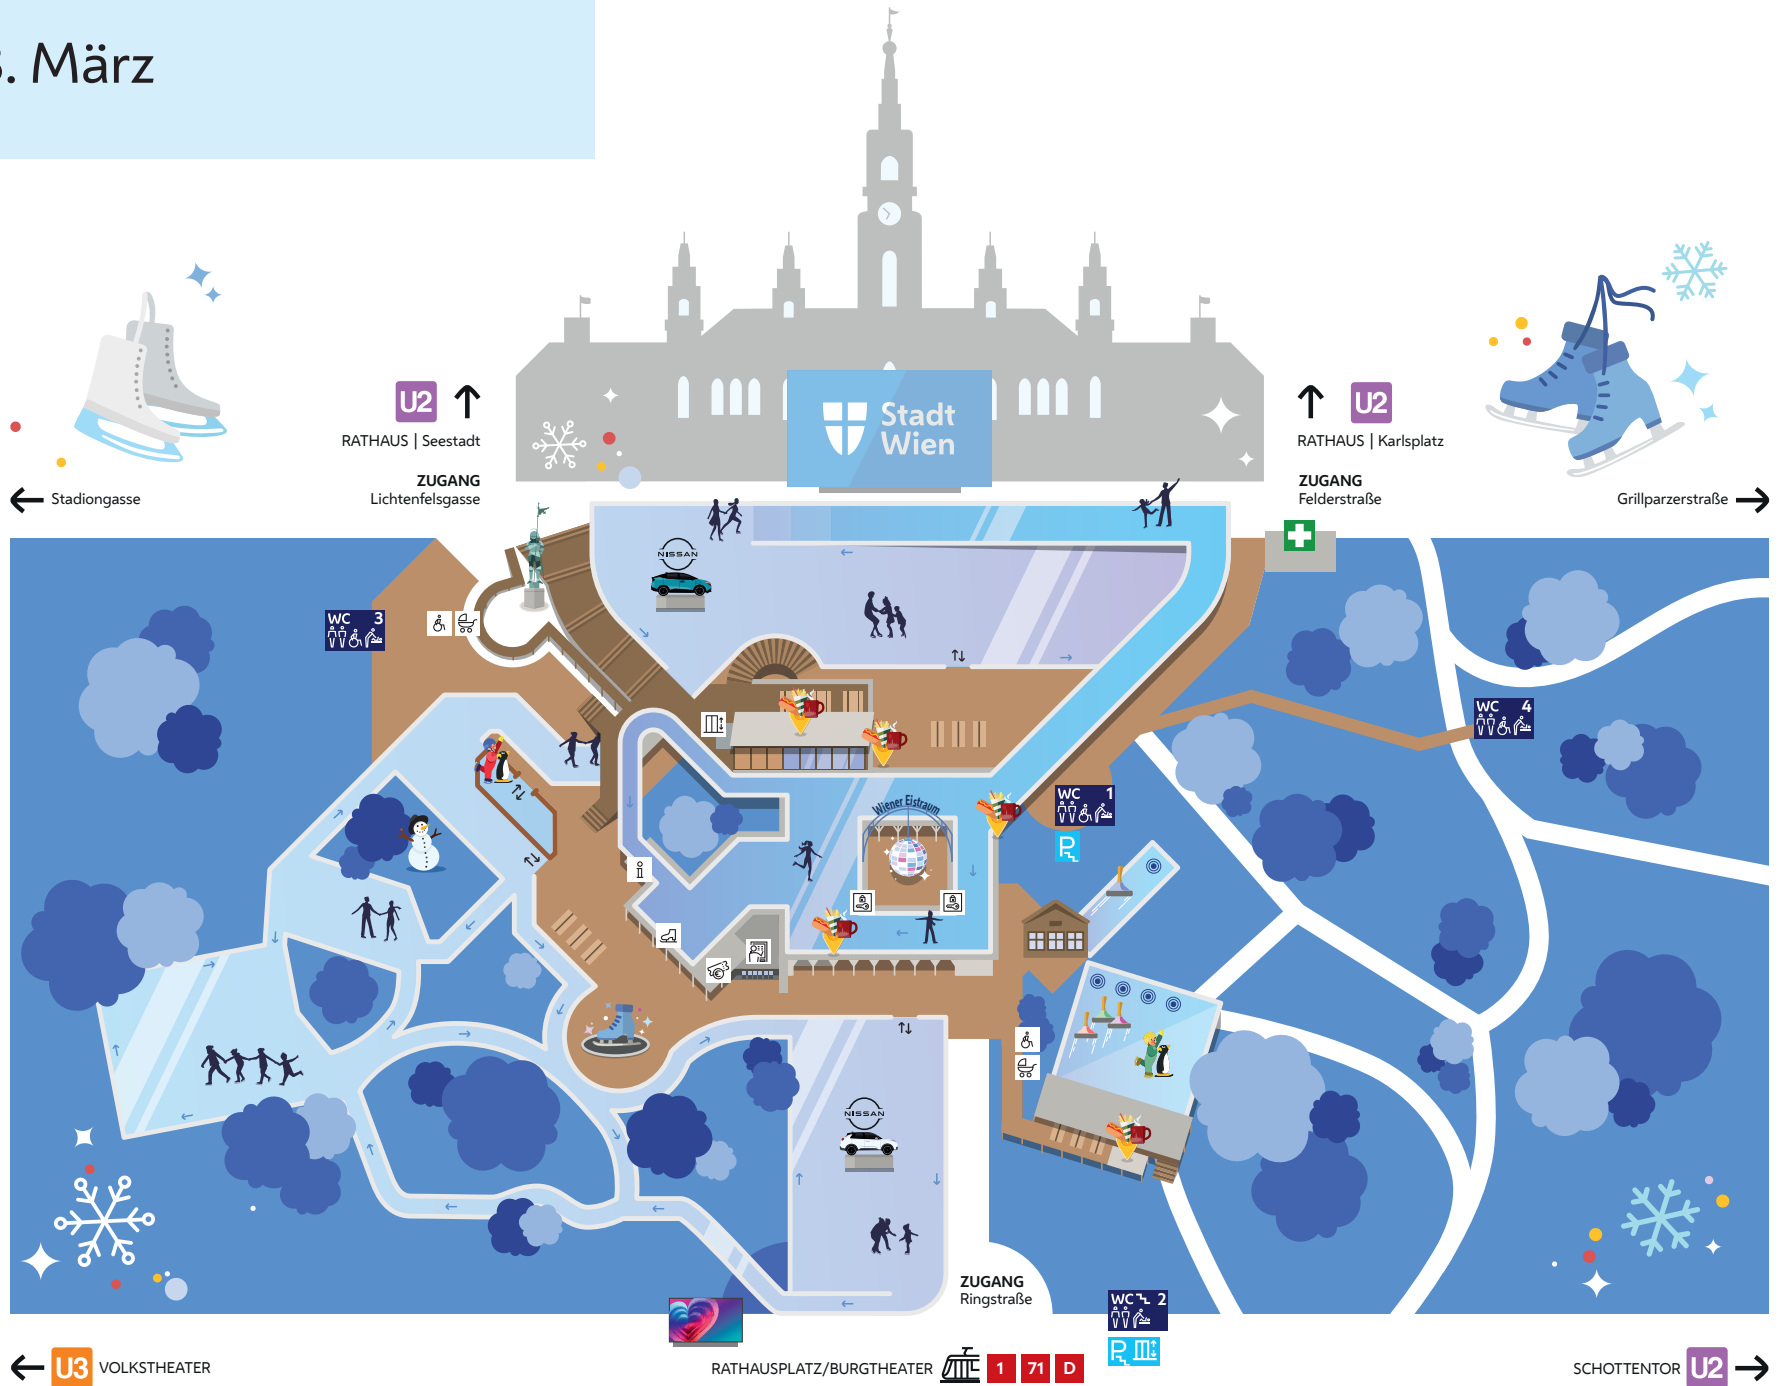 . März
Stadt
Wien
U2
RATHAUS | Seestadt
U2
RATHAUS | Karlsplatz
ZUGANG
Lichtenfelsgasse
ZUGANG
Felderstraße
Stadiongasse
Grillparzerstraße
NISSAN
WC 3
WC 4
WC 1
P
Wiener Eistraum
i
NISSAN
ZUGANG
Ringstraße
WC 2
P
U3 VOLKSTHEATER
RATHAUSPLATZ/BURGTHEATER 1 71 D
SCHOTTENTOR U2